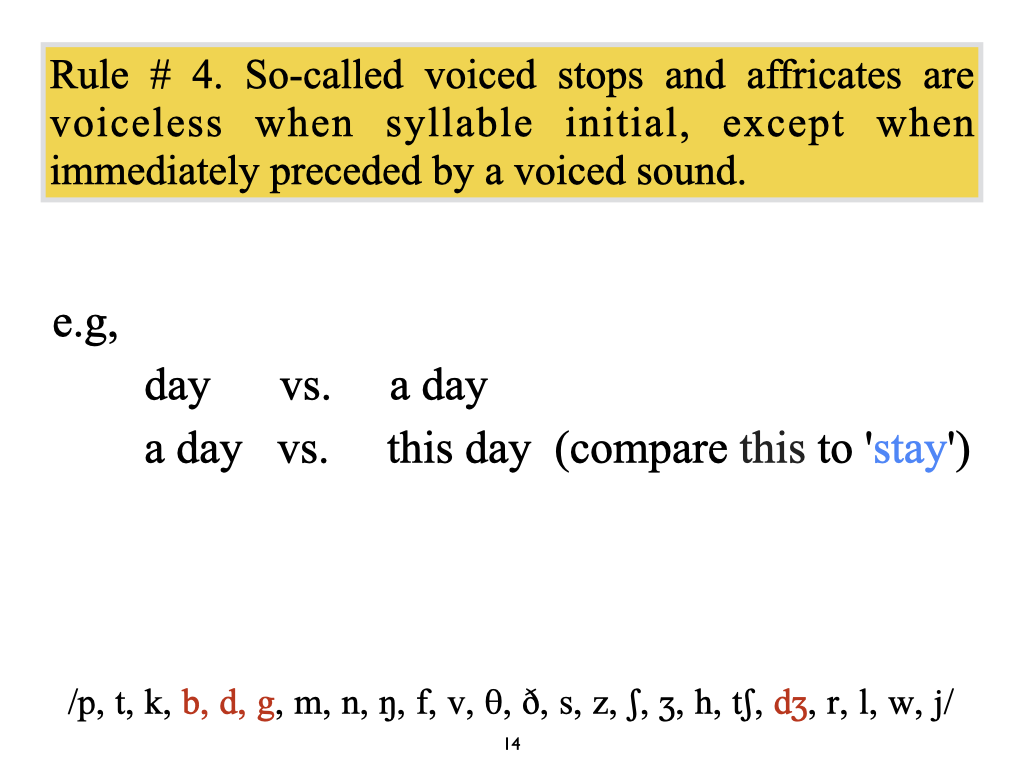 Rule # 4. So-called voiced stops and affricates are
voiceless when syllable initial, except when
immediately preceded by a voiced sound.
e.g,
day vs. a day
a day vs. this day (compare this to 'stay')
/p, t, k, b, d, g, m, n, ŋ, f, v, θ, ð, s, z, ʃ, ʒ, h, tʃ, dʒ, r, l, w, j/
14